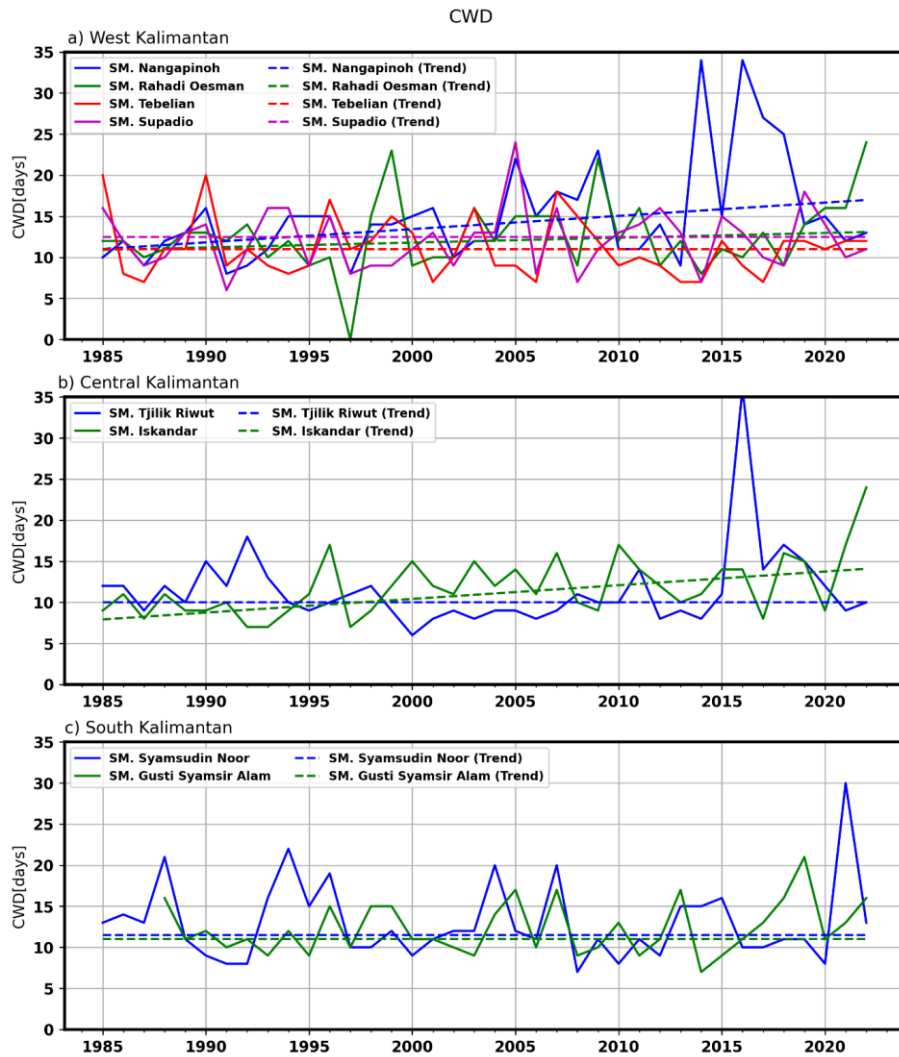 CWD
a) West Kalimantan
SM. Nangapinoh SM. Nangapinoh (Trend)
SM. Rahadi Oesman SM. Rahadi Oesman (Trend)
SM. Tebelian SM. Tebelian (Trend)
SM. Supadio SM. Supadio (Trend)
CWD[days]
35
30
25
20
15
10
5
0
1985 1990 1995 2000 2005 2010 2015 2020
b) Central Kalimantan
SM. Tjilik Riwut SM. Tjilik Riwut (Trend)
SM. Iskandar SM. Iskandar (Trend)
CWD[days]
35
30
25
20
15
10
5
0
1985 1990 1995 2000 2005 2010 2015 2020
c) South Kalimantan
SM. Syamsudin Noor SM. Syamsudin Noor (Trend)
SM. Gusti Syamsir Alam SM. Gusti Syamsir Alam (Trend)
CWD[days]
35
30
25
20
15
10
5
0
1985 1990 1995 2000 2005 2010 2015 2020